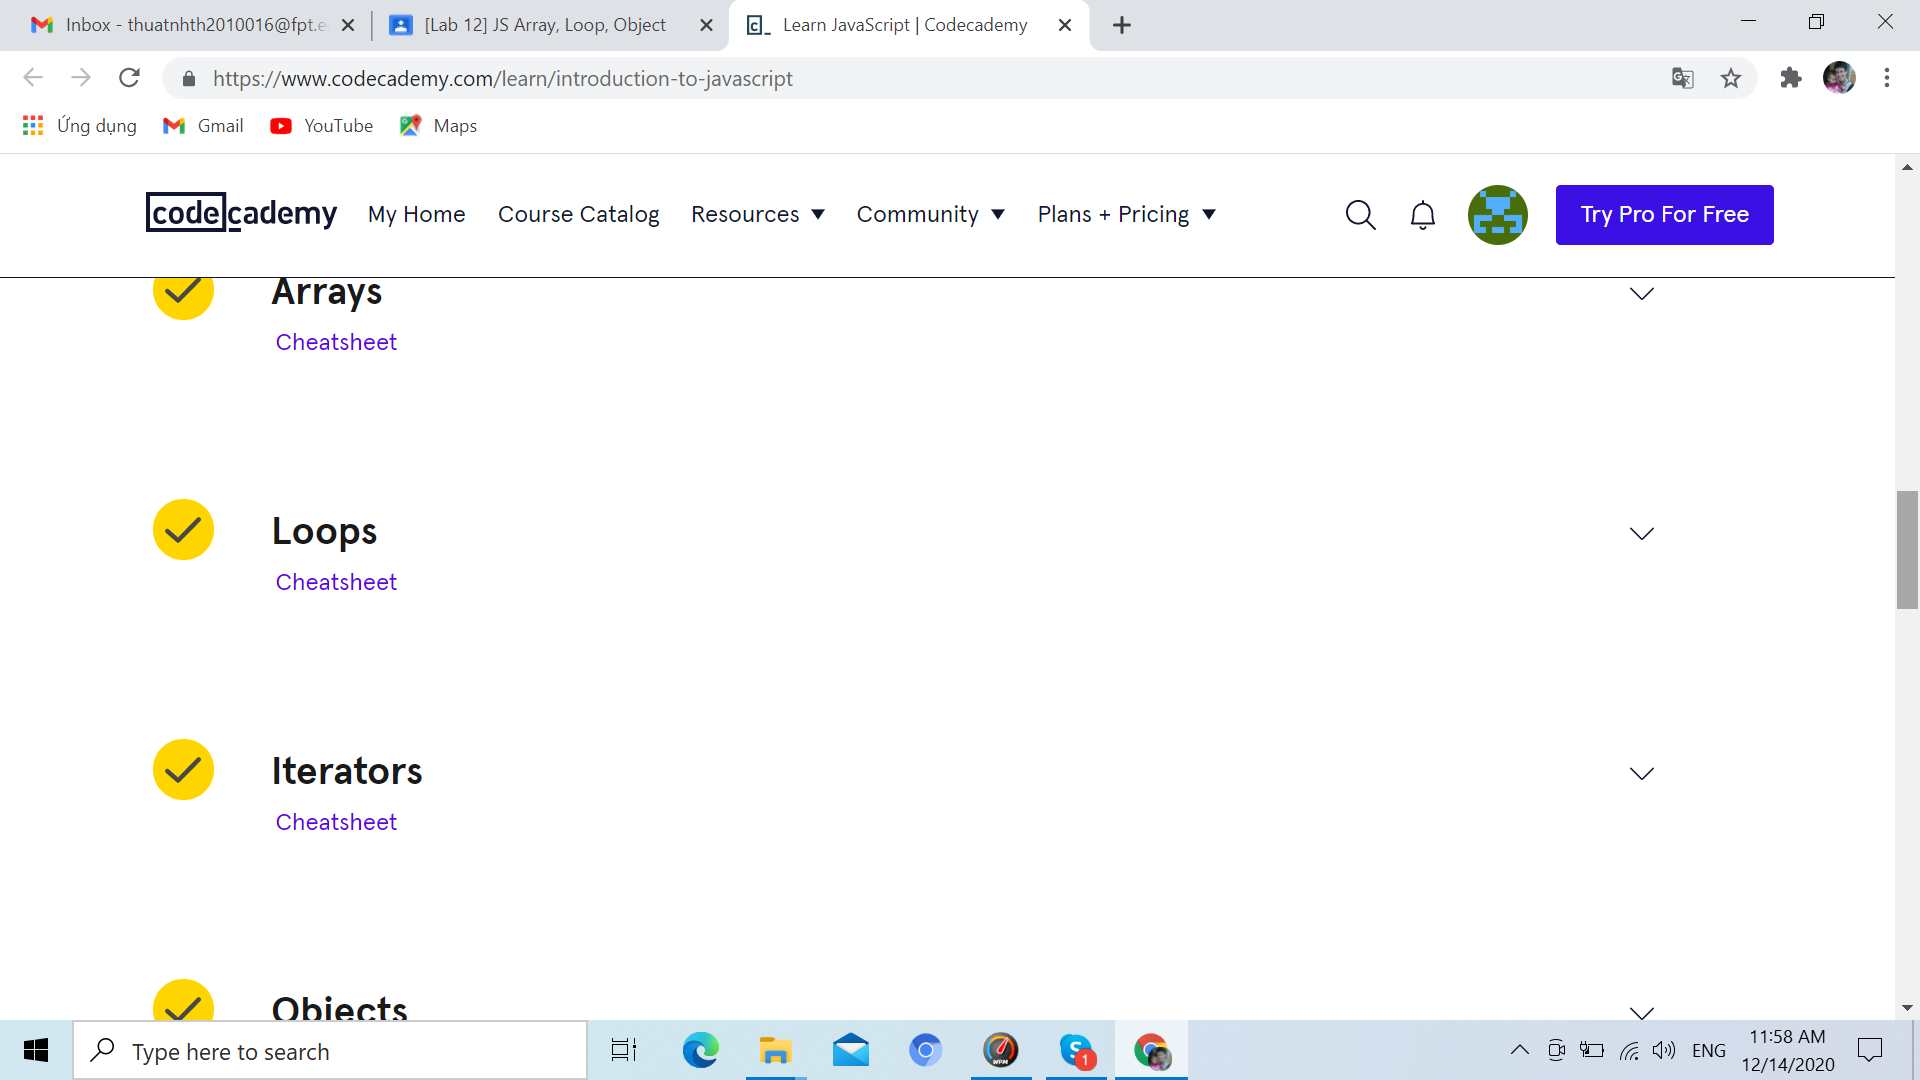 Inbox - thuatnhth2010016@fpt.e
[Lab 12] JS Array, Loop, Object
Learn JavaScript | Codecademy
https://www.codecademy.com/learn/introduction-to-javascript
Ứng dụng
Gmail
YouTube
Maps
codecademy
My Home
Course Catalog
Resources
Community
Plans + Pricing
Try Pro For Free
Arrays
Cheatsheet
Loops
Cheatsheet
Iterators
Cheatsheet
Objects
Type here to search
WPM
S
1
ENG
11:58 AM
12/14/2020